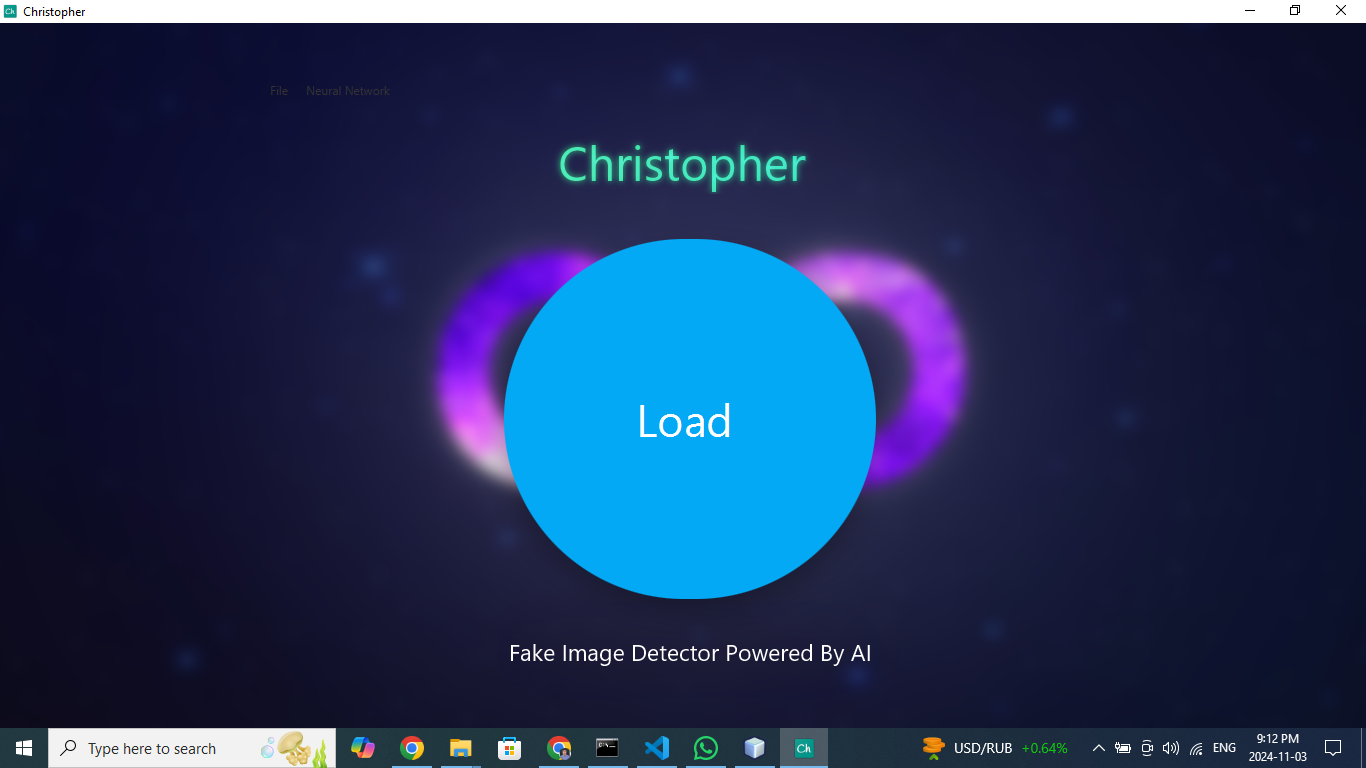 Ch Christopher
File Neural Network
Christopher
Load
Fake Image Detector Powered By AI
Type here to search
Ch
USD/RUB +0.64%
ENG
9:12 PM
2024-11-03